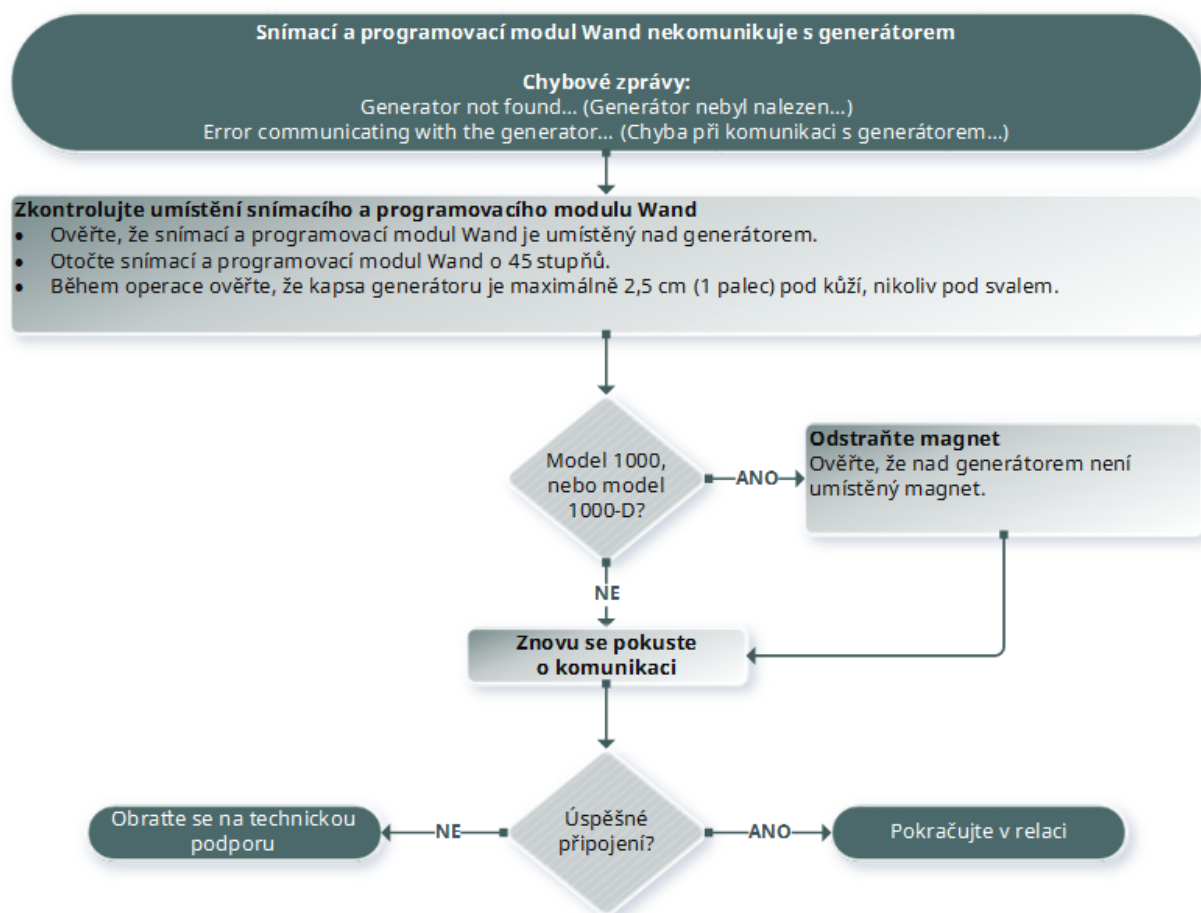 Snímací a programovací modul Wand nekomunikuje s generátorem
Chybové zprávy:
Generator not found... (Generátor nebyl nalezen...)
Error communicating with the generator... (Chyba při komunikaci s generátorem...)
Zkontrolujte umístění snímacího a programovacího modulu Wand
• Ověřte, že snímací a programovací modul Wand je umístěný nad generátorem.
• Otočte snímací a programovací modul Wand o 45 stupňů.
• Během operace ověřte, že kapsa generátoru je maximálně 2,5 cm (1 palec) pod kůží, nikoliv pod svalem.
Model 1000,
nebo model
1000-D?
ANO
Odstraňte magnet
Ověřte, že nad generátorem není
umístěný magnet.
NE
Znovu se pokuste
o komunikaci
Úspěšné
připojení?
NE
Obraťte se na technickou
podporu
ANO
Pokračujte v relaci